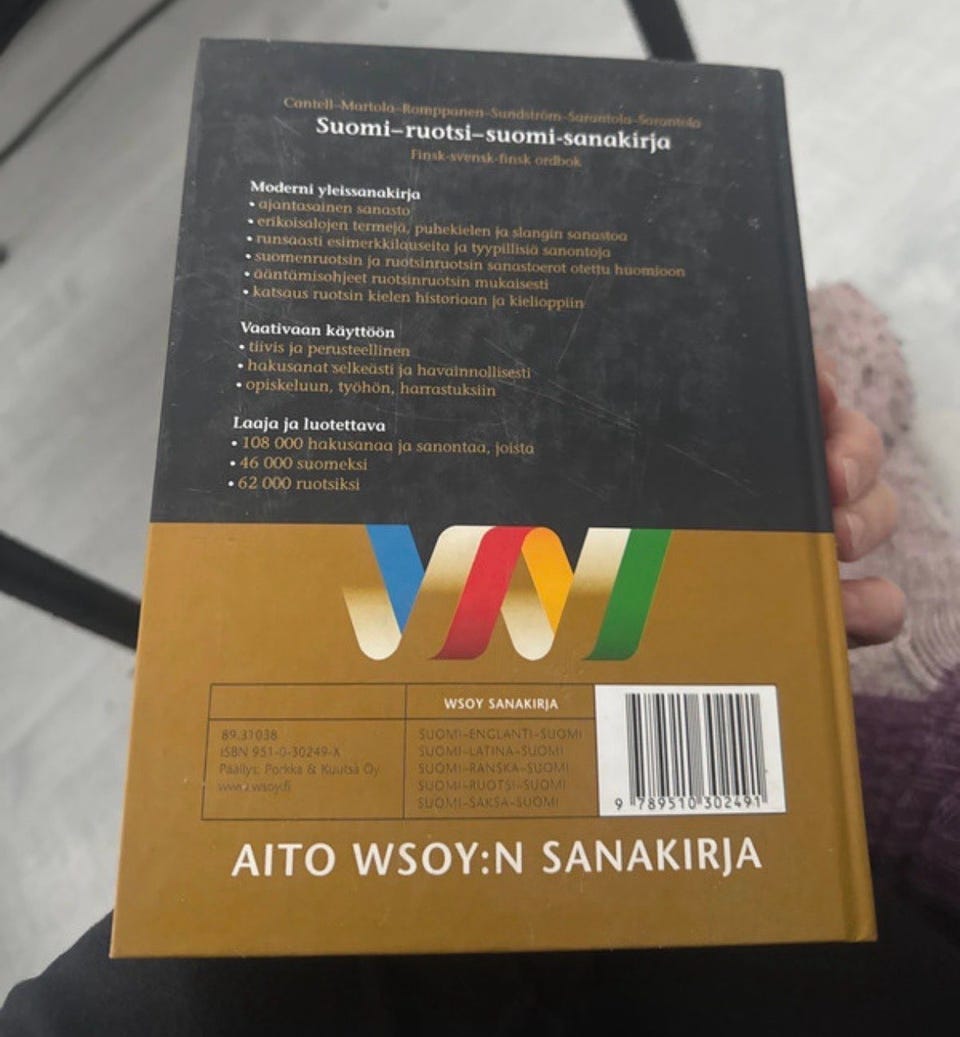 Cantell–Martola–Romppanen–Sundström–Sarantola–Sarantola
Suomi–ruotsi–suomi-sanakirja
Finsk-svensk-finsk ordbok
Moderni yleissanakirja
• ajantasainen sanasto
• erikoisalojen termejä, puhekielen ja slangin sanastoa
• runsaasti esimerkkilauseita ja tyypillisiä sanontoja
• suomenruotsin ja ruotsinruotsin sanastoerot otettu huomioon
• ääntämisohjeet ruotsinruotsin mukaisesti
• katsaus ruotsin kielen historiaan ja kielioppiin
Vaativaan käyttöön
• tiivis ja perusteellinen
• hakusanat selkeästi ja havainnollisesti
• opiskeluun, työhön, harrastuksiin
Laaja ja luotettava
• 108 000 hakusanaa ja sanontaa, joista
• 46 000 suomeksi
• 62 000 ruotsiksi
WSOY SANAKIRJA
89.31038
ISBN 951-0-30249-X
Päällys: Porkka & Kuutsa Oy
www.wsoy.fi
SUOMI–ENGLANTI–SUOMI
SUOMI–LATINA–SUOMI
SUOMI–RANSKA–SUOMI
SUOMI–RUOTSI–SUOMI
SUOMI–SAKSA–SUOMI
9 789510 302491
AITO WSOY:N SANAKIRJA